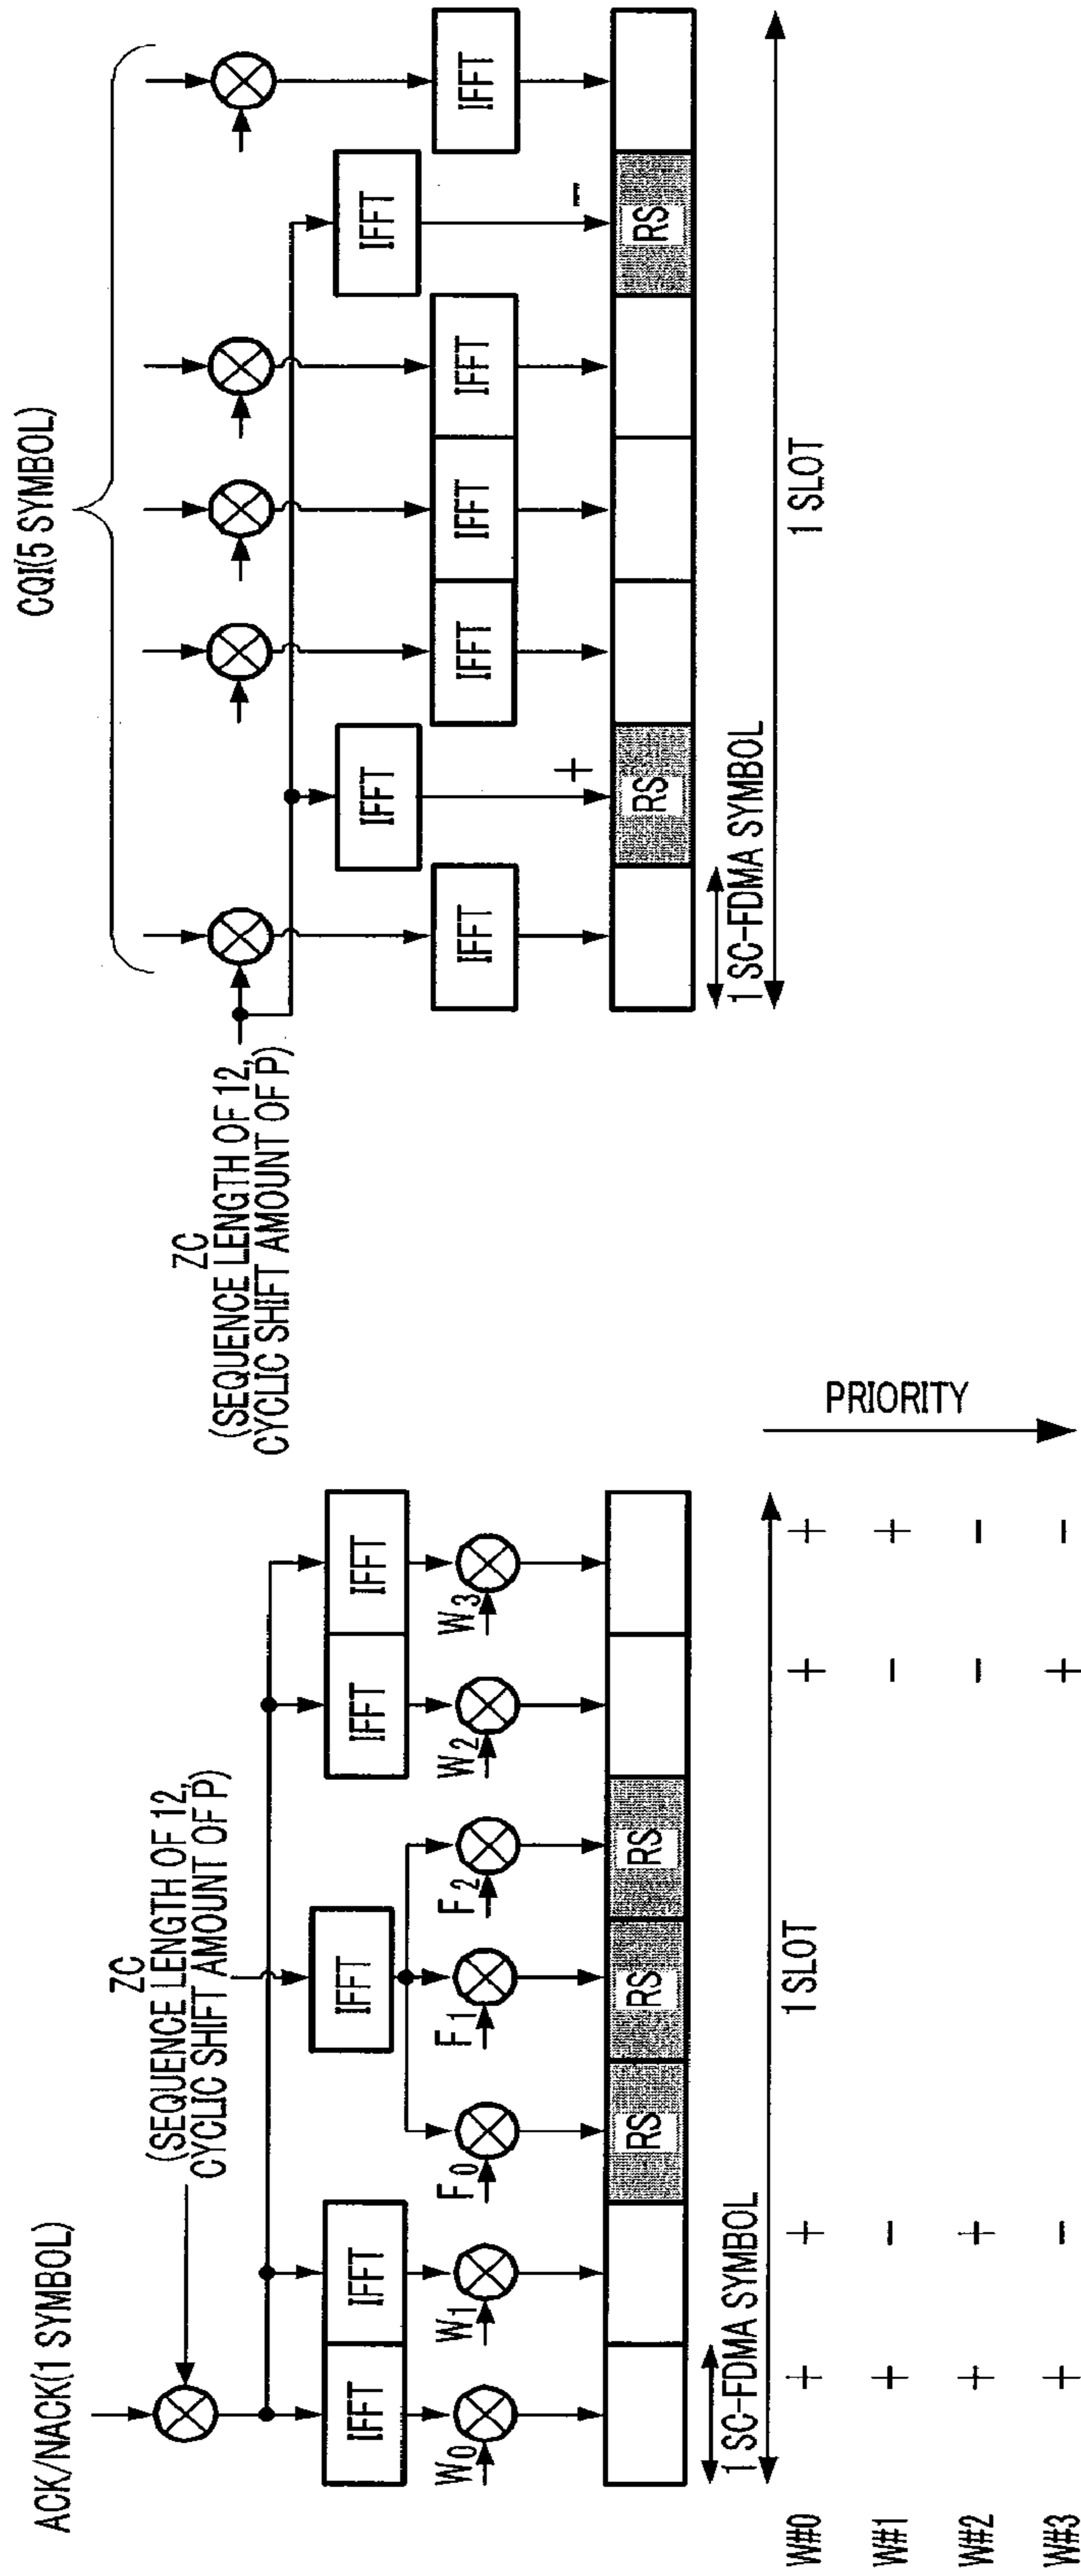 ACK/NACK(1 SYMBOL)
ZC
(SEQUENCE LENGTH OF 12,
CYCLIC SHIFT AMOUNT OF P)
IFFT
IFFT
IFFT
IFFT
IFFT
W0
W1
F0
F1
F2
W2
W3
RS
RS
RS
1 SC-FDMA SYMBOL
1 SLOT
W#0 + + + +
W#1 + - - +
W#2 + + - -
W#3 + - + -
PRIORITY
CQI(5 SYMBOL)
ZC
(SEQUENCE LENGTH OF 12,
CYCLIC SHIFT AMOUNT OF P)
IFFT
IFFT
IFFT
IFFT
IFFT
IFFT
IFFT
+
-
RS
RS
1 SC-FDMA SYMBOL
1 SLOT